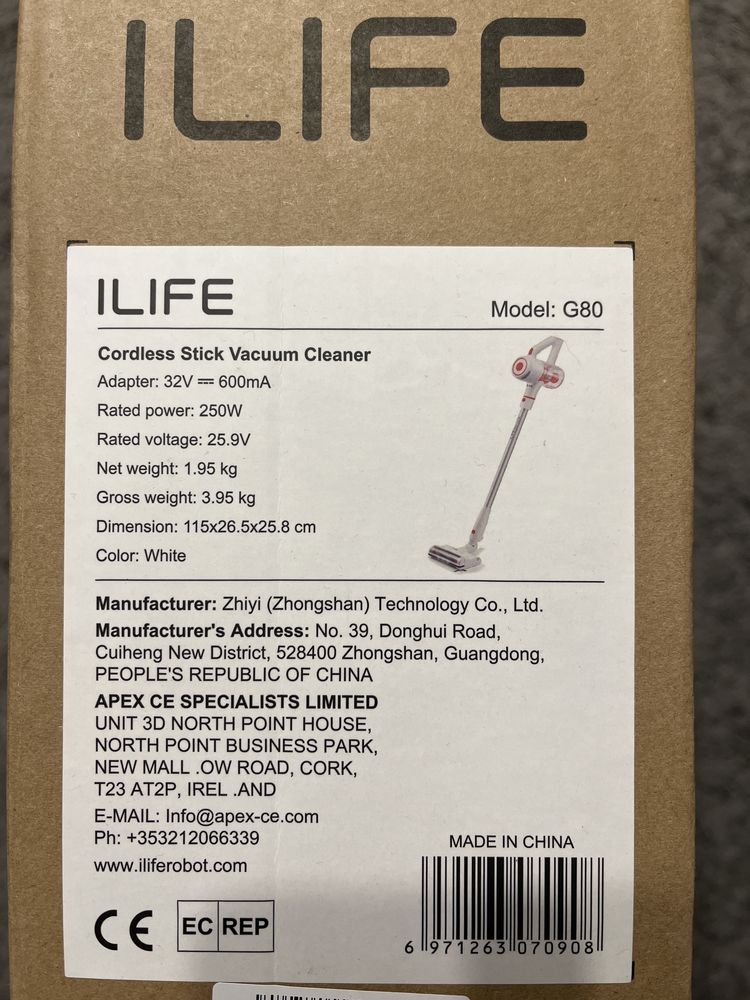 ILIFE
ILIFE
Model: G80
Cordless Stick Vacuum Cleaner
Adapter: 32V ⎓ 600mA
Rated power: 250W
Rated voltage: 25.9V
Net weight: 1.95 kg
Gross weight: 3.95 kg
Dimension: 115x26.5x25.8 cm
Color: White
Manufacturer: Zhiyi (Zhongshan) Technology Co., Ltd.
Manufacturer's Address: No. 39, Donghui Road,
Cuiheng New District, 528400 Zhongshan, Guangdong,
PEOPLE'S REPUBLIC OF CHINA
APEX CE SPECIALISTS LIMITED
UNIT 3D NORTH POINT HOUSE,
NORTH POINT BUSINESS PARK,
NEW MALL .OW ROAD, CORK,
T23 AT2P, IREL .AND
E-MAIL: Info@apex-ce.com
Ph: +353212066339
www.iliferobot.com
MADE IN CHINA
CE
EC REP
6 971263 070908